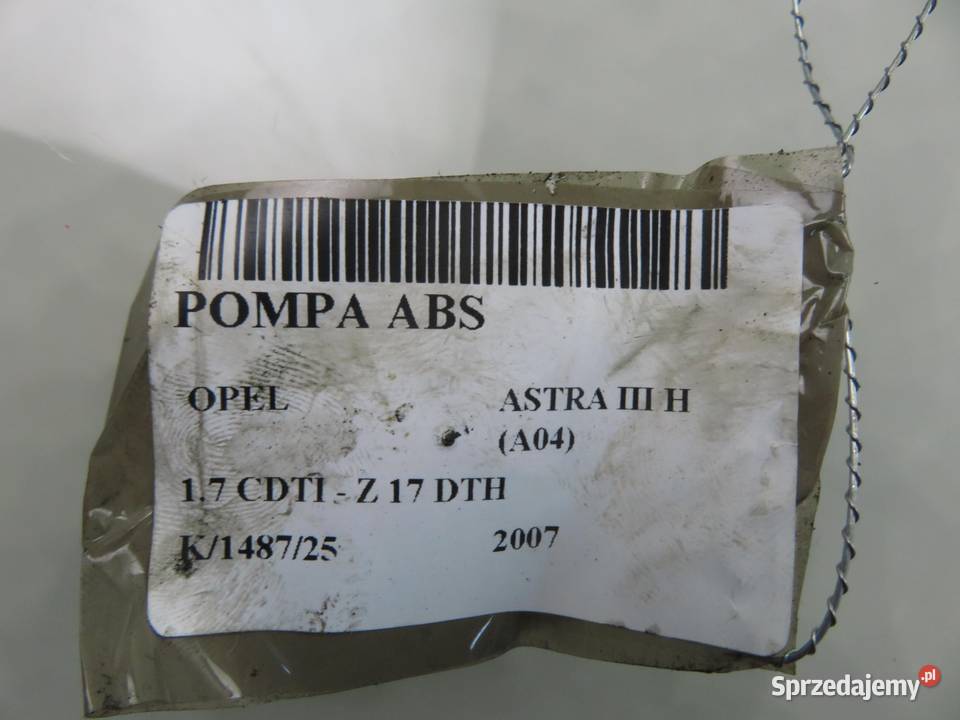 POMPA ABS
OPEL ASTRA III H
(A04)
1.7 CDTI - Z 17 DTH
K/1487/25 2007
Sprzedajemy.pl